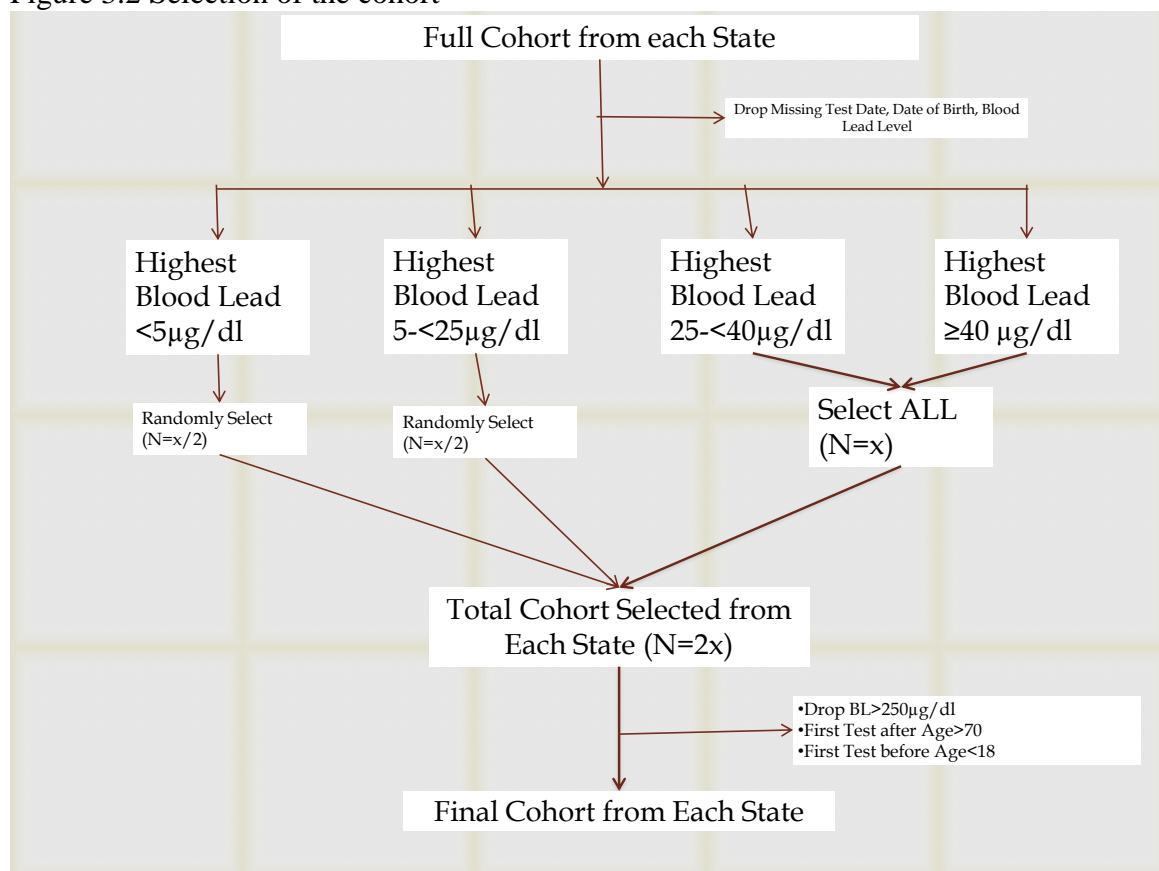 Figure 3.2 Selection of the cohort
Full Cohort from each State
Drop Missing Test Date, Date of Birth, Blood
Lead Level
Highest
Blood Lead
<5µg/dl
Highest
Blood Lead
5-<25µg/dl
Highest
Blood Lead
25-<40µg/dl
Highest
Blood Lead
≥40 µg/dl
Randomly Select
(N=x/2)
Randomly Select
(N=x/2)
Select ALL
(N=x)
Total Cohort Selected from
Each State (N=2x)
•Drop BL>250µg/dl
•First Test after Age>70
•First Test before Age<18
Final Cohort from Each State